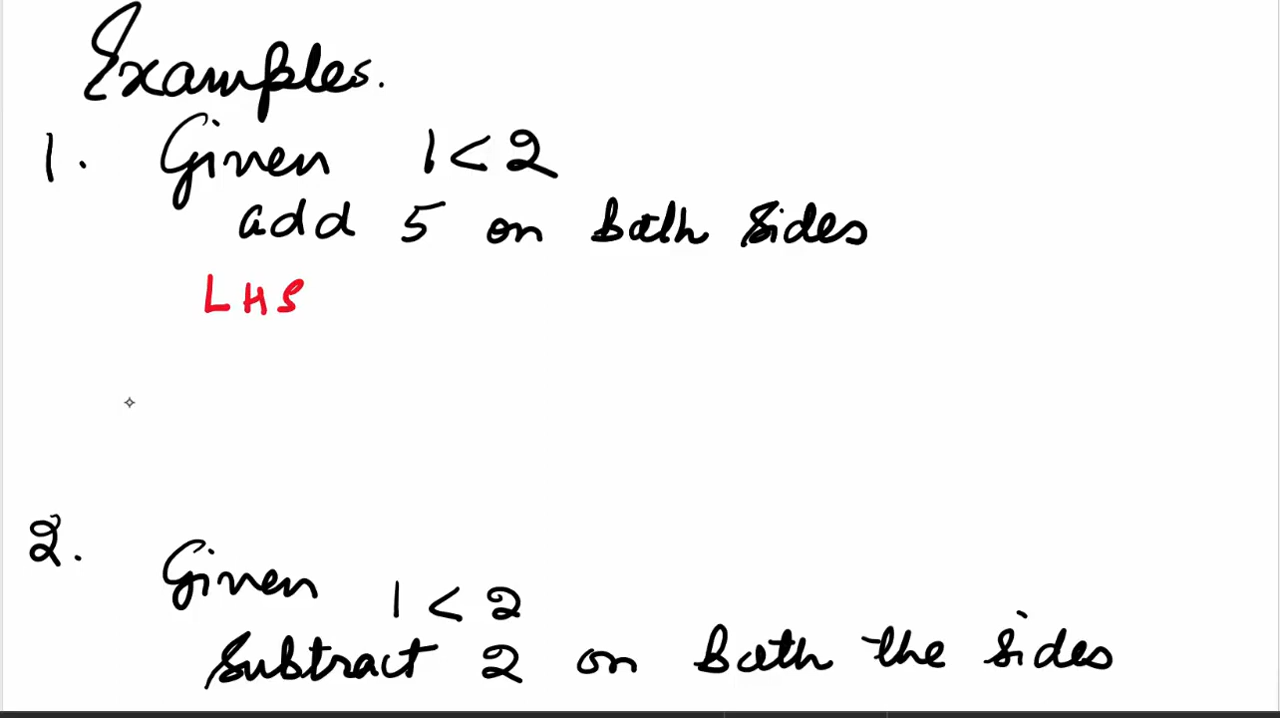 Examples.
1. Given 1 < 2
add 5 on both sides
LHS
2. Given 1 < 2
Subtract 2 on both the sides